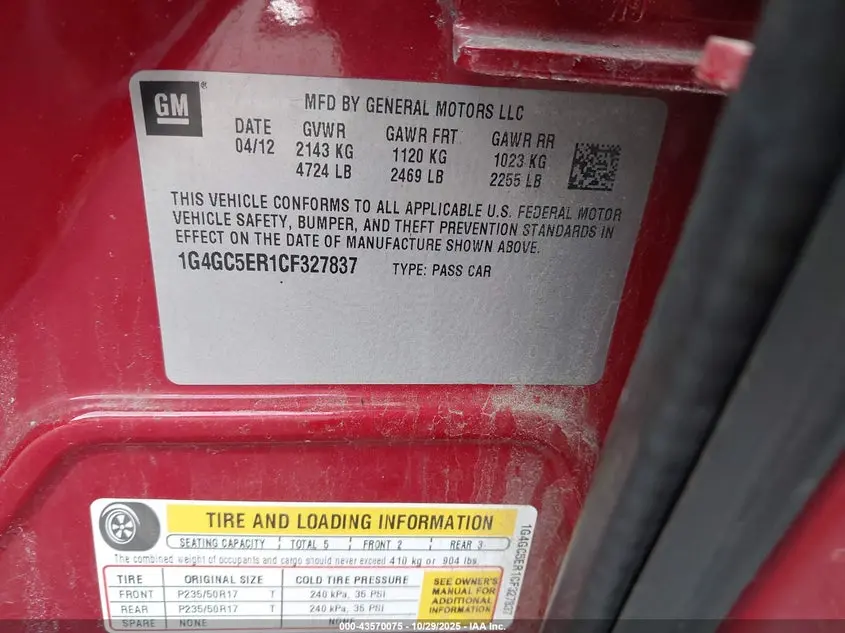 GM ®
MFD BY GENERAL MOTORS LLC
DATE GVWR GAWR FRT GAWR RR
04/12 2143 KG 1120 KG 1023 KG
4724 LB 2469 LB 2255 LB
THIS VEHICLE CONFORMS TO ALL APPLICABLE U.S. FEDERAL MOTOR
VEHICLE SAFETY, BUMPER, AND THEFT PREVENTION STANDARDS IN
EFFECT ON THE DATE OF MANUFACTURE SHOWN ABOVE.
1G4GC5ER1CF327837 TYPE: PASS CAR
TIRE AND LOADING INFORMATION
SEATING CAPACITY TOTAL 5 FRONT 2 REAR 3
The combined weight of occupants and cargo should never exceed 410 kg or 904 lbs.
TIRE ORIGINAL SIZE COLD TIRE PRESSURE
FRONT P235/50R17 T 240 kPa, 35 PSI
REAR P235/50R17 T 240 kPa, 35 PSI
SPARE NONE NONE
SEE OWNER'S
MANUAL FOR
ADDITIONAL
INFORMATION
1G4GC5ER1CF327837
000-43570075 - 10/29/2025 - IAAI.COM